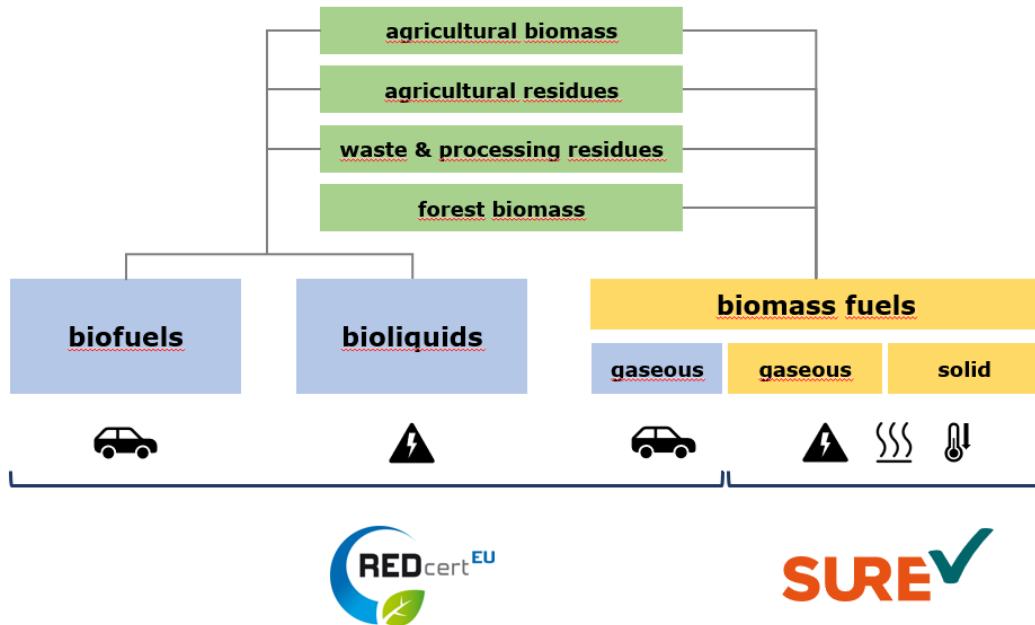 agricultural biomass
agricultural residues
waste & processing residues
forest biomass
biofuels
bioliquids
biomass fuels
gaseous
gaseous
solid
REDcert EU
SURE